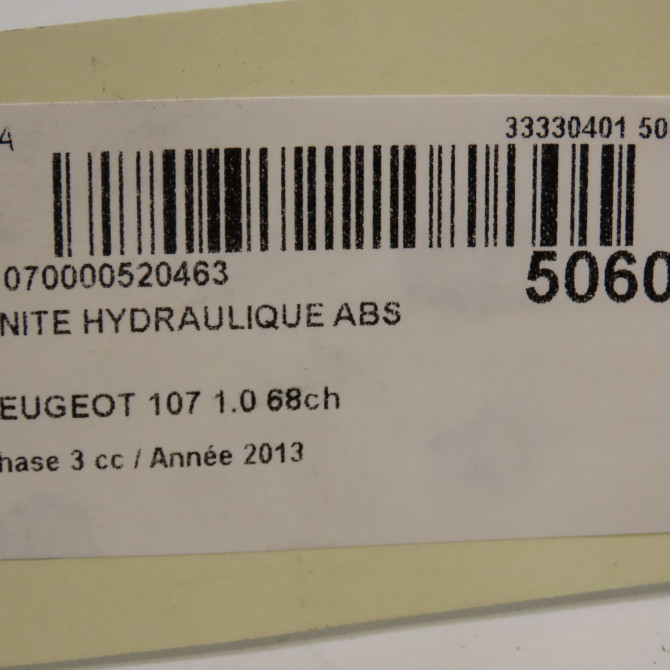 4 33330401 50
070000520463 5060
NITE HYDRAULIQUE ABS
EUGEOT 107 1.0 68ch
hase 3 cc / Année 2013